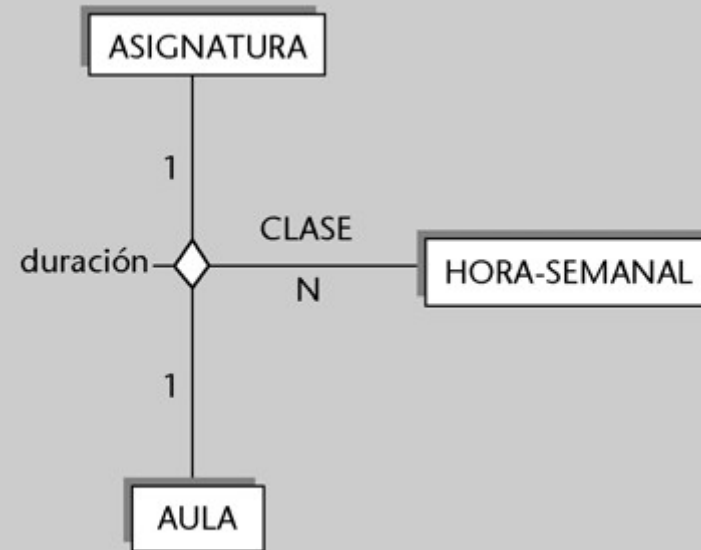 ASIGNATURA
1
CLASE
duración
HORA-SEMANAL
N
1
AULA